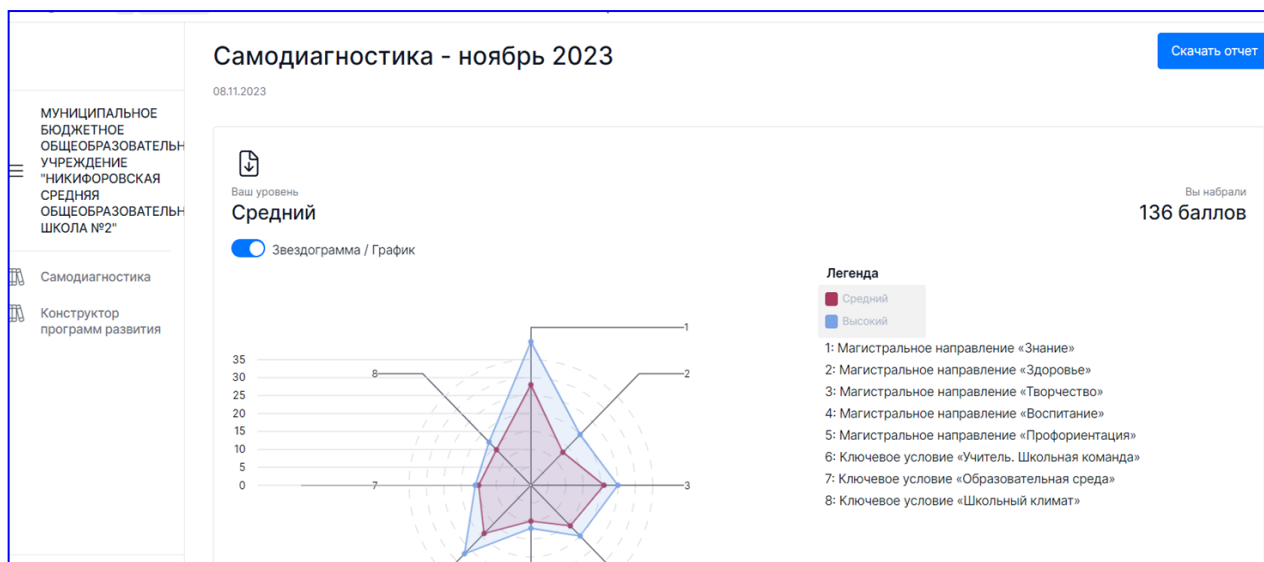 Самодиагностика - ноябрь 2023
Скачать отчет
08.11.2023
МУНИЦИПАЛЬНОЕ
БЮДЖЕТНОЕ
ОБЩЕОБРАЗОВАТЕЛЬН
УЧРЕЖДЕНИЕ
"НИКИФОРОВСКАЯ
СРЕДНЯЯ
ОБЩЕОБРАЗОВАТЕЛЬН
ШКОЛА №2"
Самодиагностика
Конструктор
программ развития
Ваш уровень
Средний
Вы набрали
136 баллов
Звездограмма / График
35
30
25
20
15
10
5
0
1
2
3
7
8
Легенда
Средний
Высокий
1: Магистральное направление «Знание»
2: Магистральное направление «Здоровье»
3: Магистральное направление «Творчество»
4: Магистральное направление «Воспитание»
5: Магистральное направление «Профориентация»
6: Ключевое условие «Учитель. Школьная команда»
7: Ключевое условие «Образовательная среда»
8: Ключевое условие «Школьный климат»